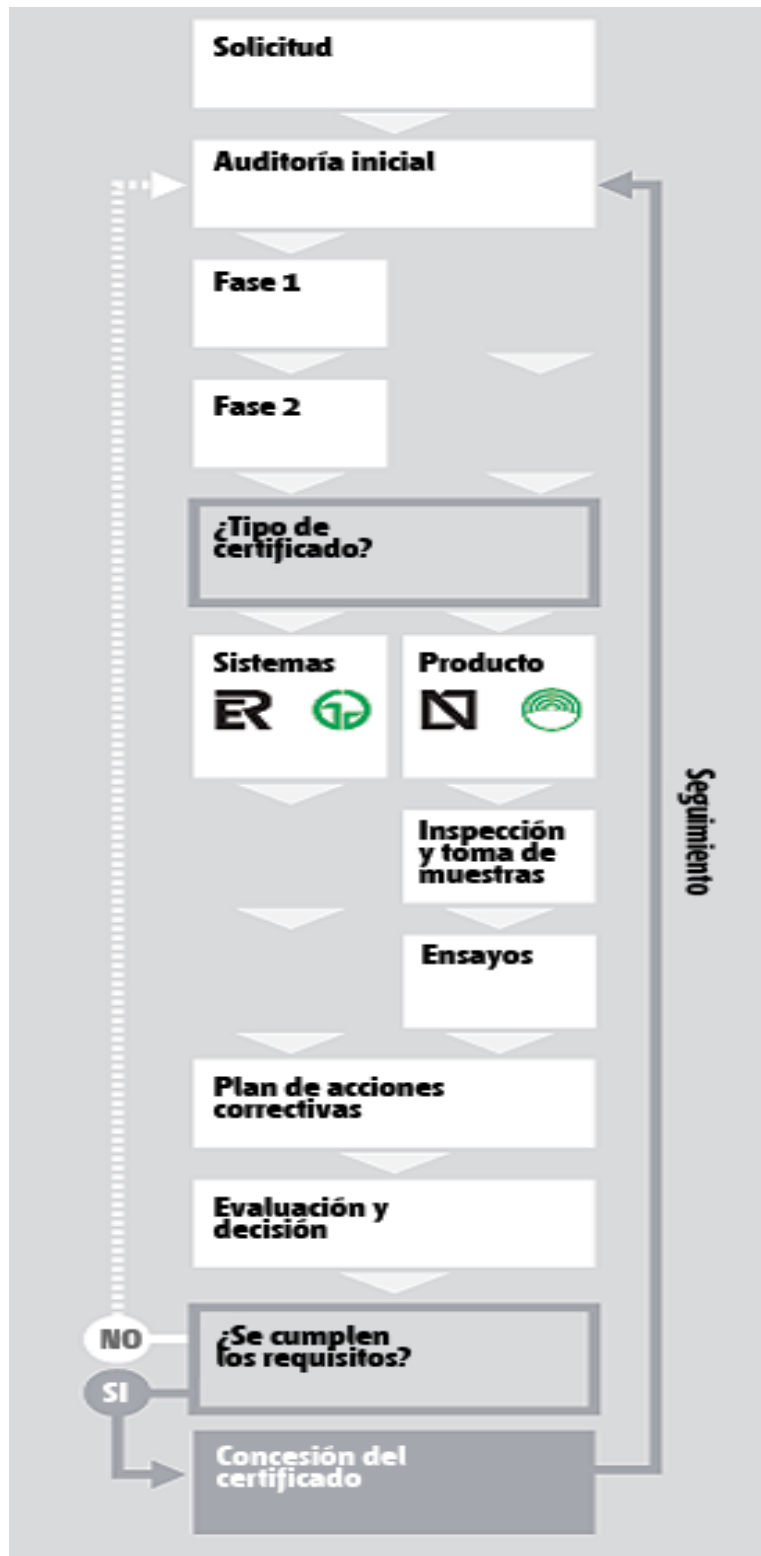 Solicitud
Auditoría inicial
Fase 1
Fase 2
¿Tipo de
certificado?
Sistemas
Producto
ER
N
Inspección
y toma de
muestras
Ensayos
Seguimiento
Plan de acciones
correctivas
Evaluación y
decisión
NO
¿Se cumplen
los requisitos?
SI
Concesión del
certificado